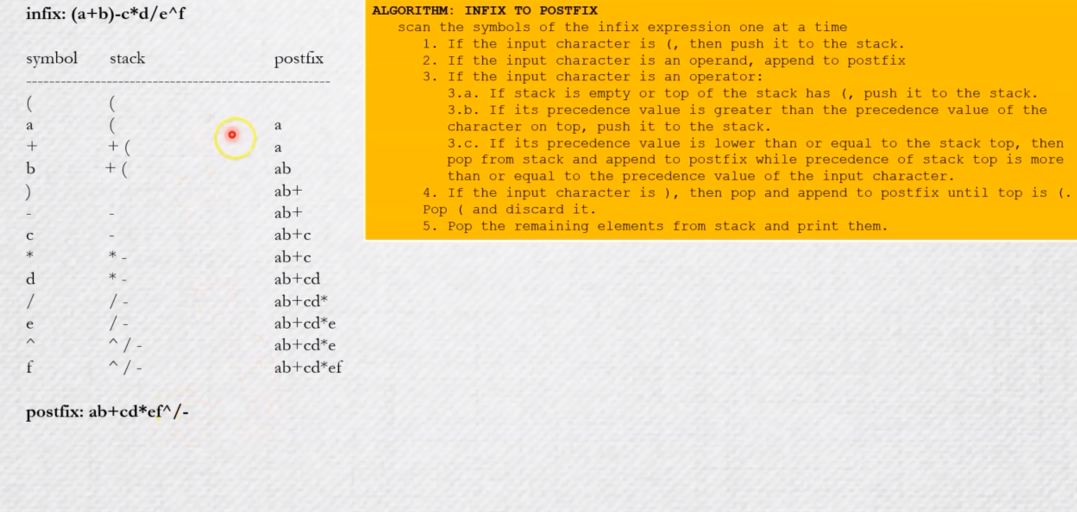 infix: (a+b)-c*d/e^f
symbol stack postfix
--------------------------------------------------------------
( (
a ( a
+ + ( a
b + ( ab
) ab+
- - ab+
c - ab+c
* * - ab+c
d * - ab+cd
/ / - ab+cd*
e / - ab+cd*e
^ ^ / - ab+cd*e
f ^ / - ab+cd*ef
postfix: ab+cd*ef^/-
ALGORITHM: INFIX TO POSTFIX
scan the symbols of the infix expression one at a time
1. If the input character is (, then push it to the stack.
2. If the input character is an operand, append to postfix
3. If the input character is an operator:
3.a. If stack is empty or top of the stack has (, push it to the stack.
3.b. If its precedence value is greater than the precedence value of the
character on top, push it to the stack.
3.c. If its precedence value is lower than or equal to the stack top, then
pop from stack and append to postfix while precedence of stack top is more
than or equal to the precedence value of the input character.
4. If the input character is ), then pop and append to postfix until top is (.
Pop ( and discard it.
5. Pop the remaining elements from stack and print them.